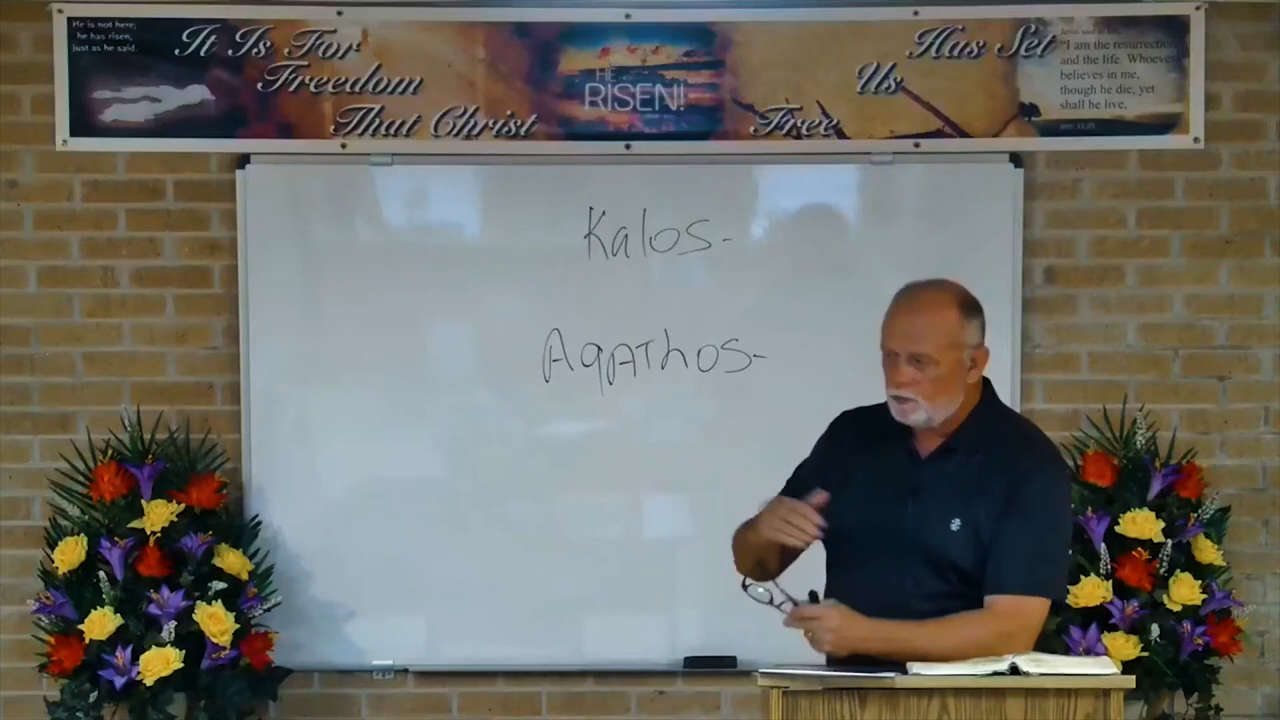 He is not here;
he has risen,
just as he said.
It Is For
Freedom
That Christ
HE
RISEN!
Has Set
Us
Free
"I am the resurrection
and the life. Whoever
believes in me,
though he die, yet
shall he live.
Kalos-
Agathos-